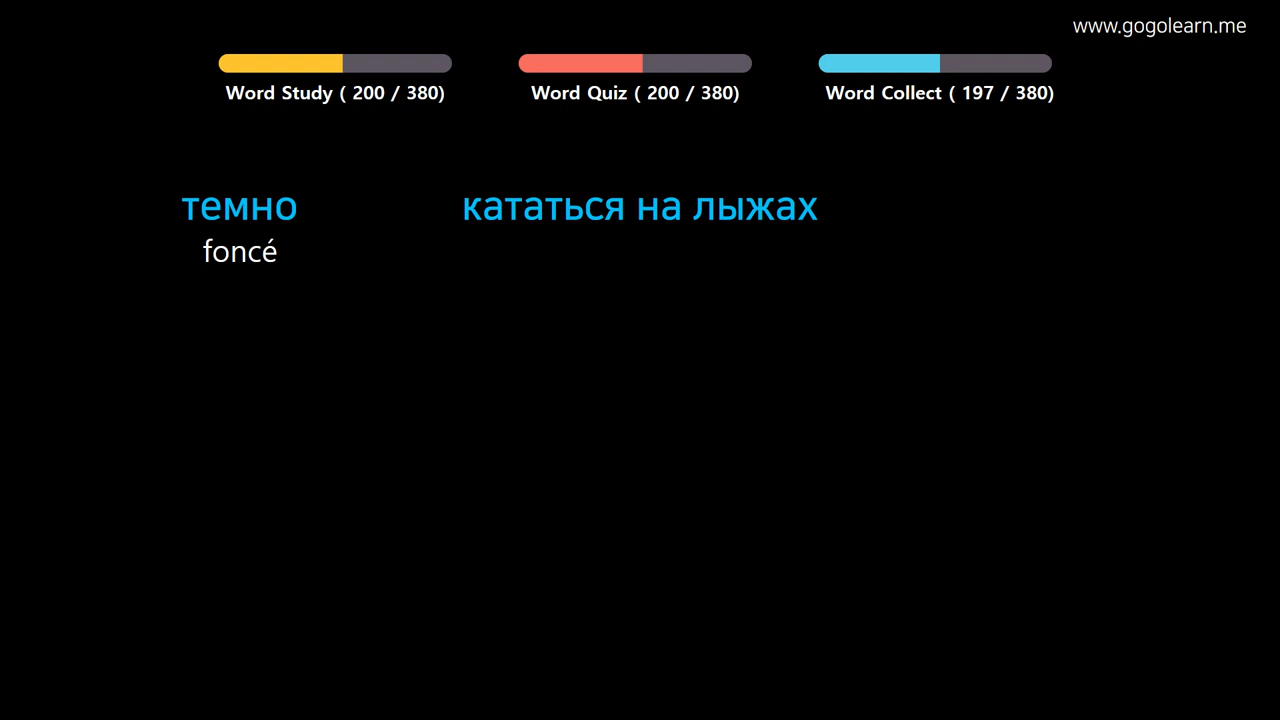 www.gogolearn.me
Word Study ( 200 / 380)
Word Quiz ( 200 / 380)
Word Collect ( 197 / 380)
темно
кататься на лыжах
foncé